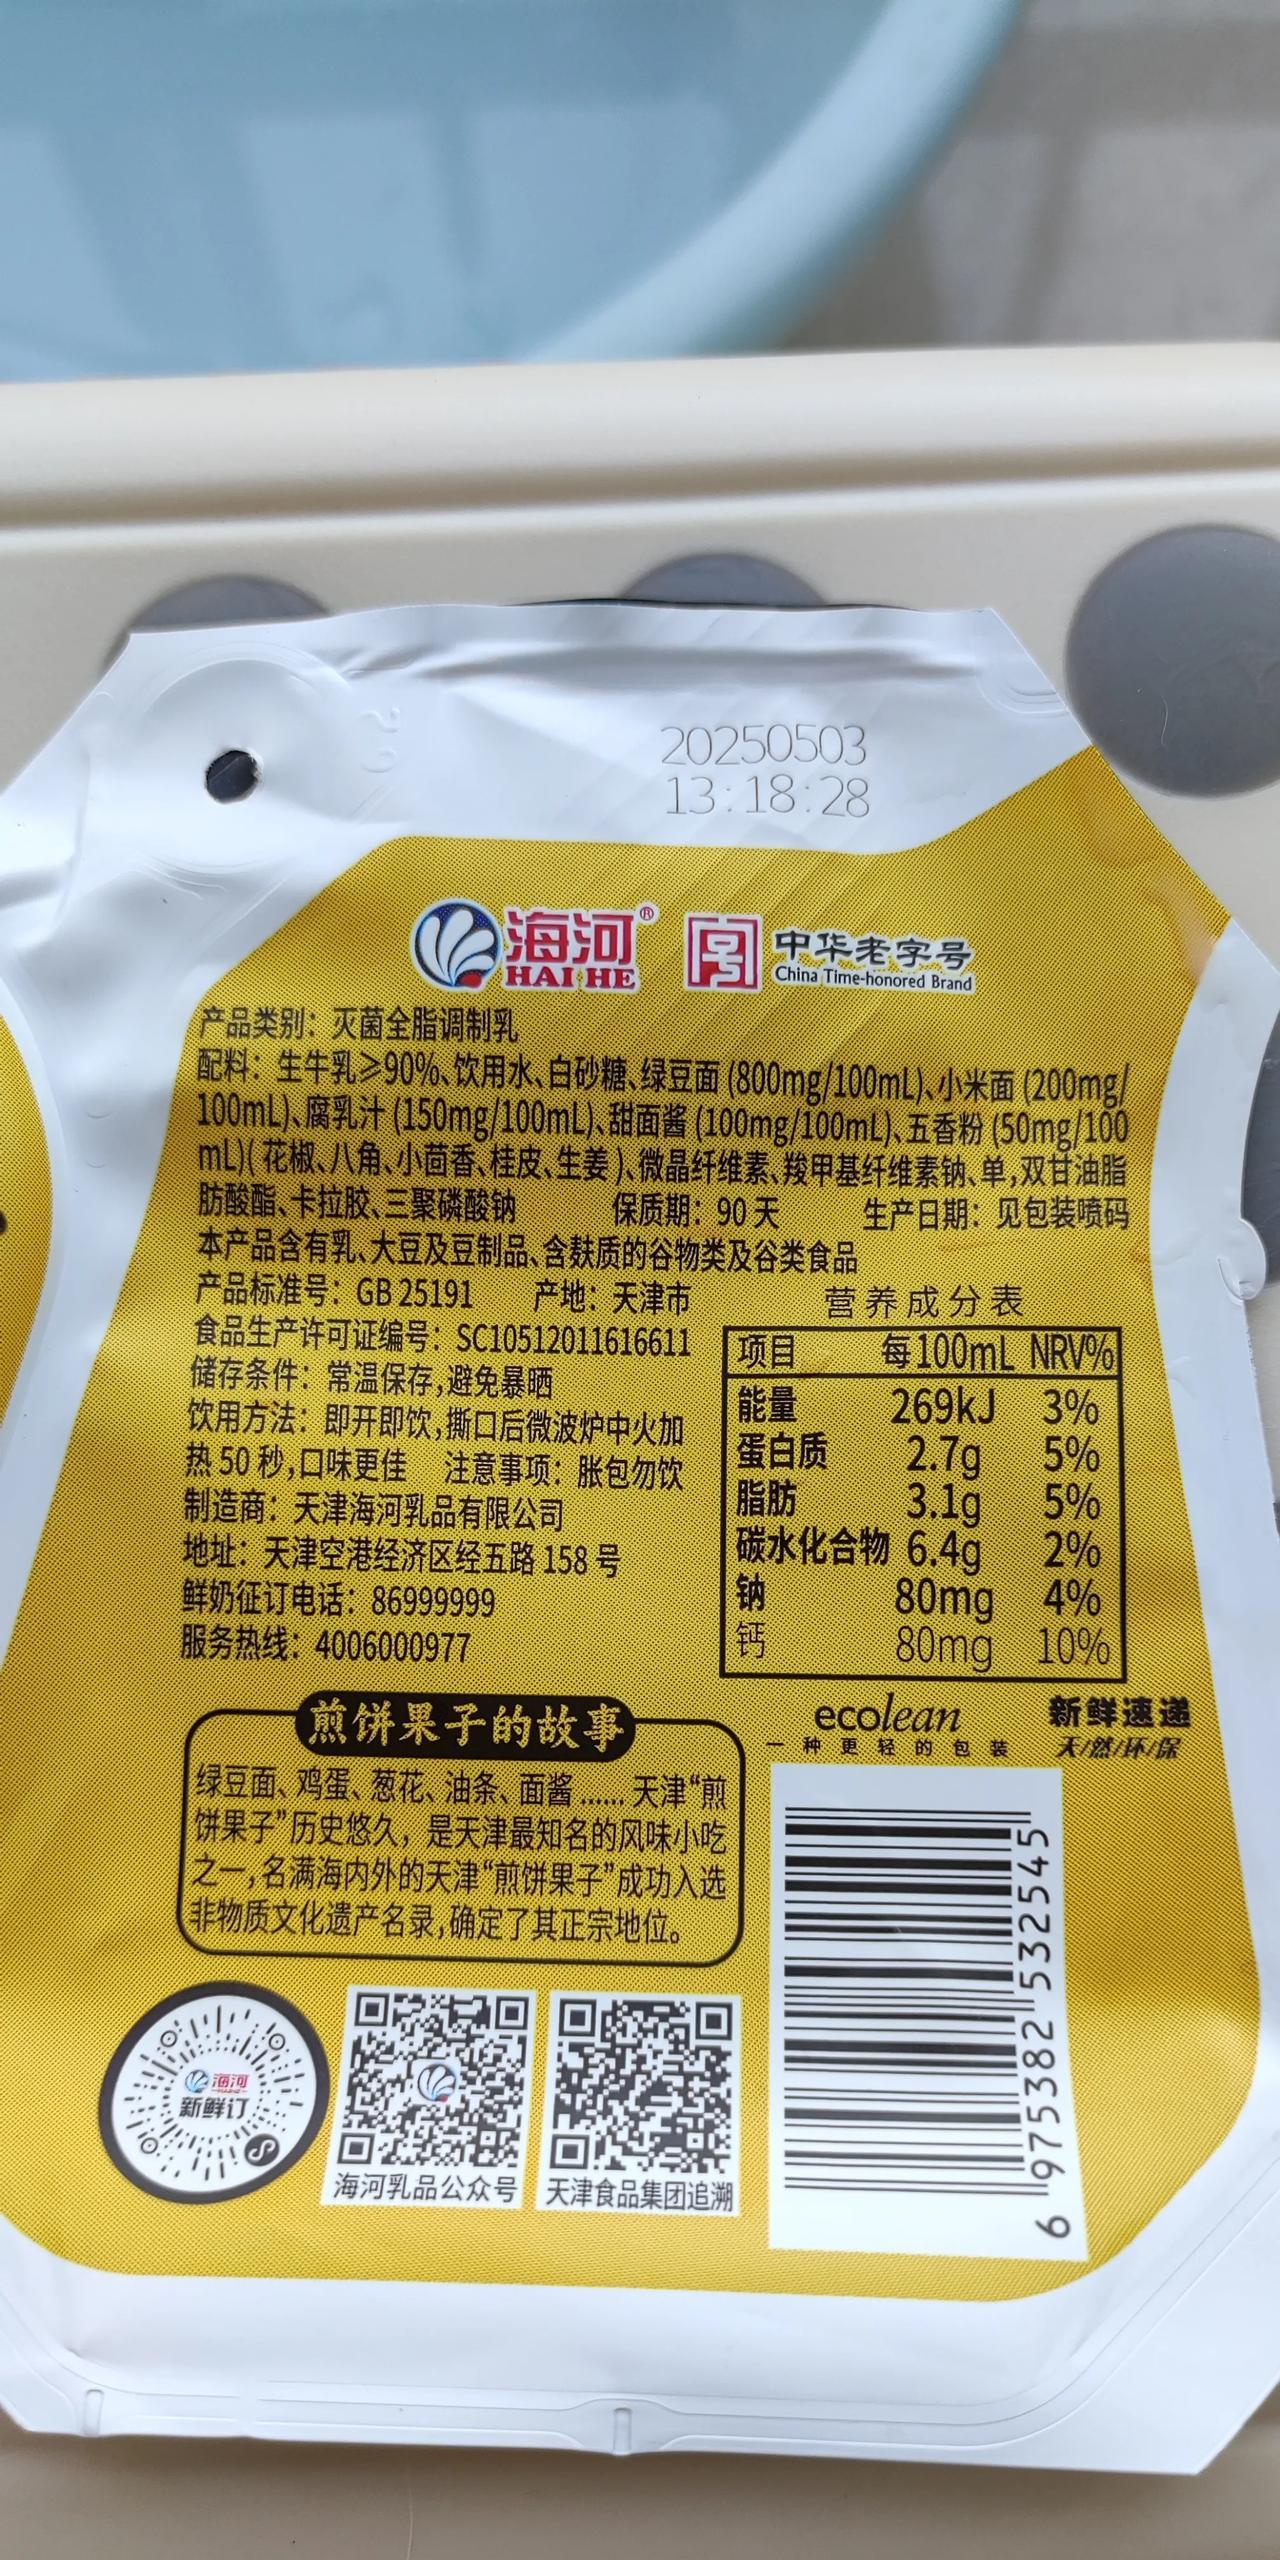 20250503
13:18:28
海河®
HAI HE
中华老字号
China Time-honored Brand
产品类别：灭菌全脂调制乳
配料：生牛乳≥90%、饮用水、白砂糖、绿豆面(800mg/100mL)、小米面(200mg/
100mL)、腐乳汁(150mg/100mL)、甜面酱(100mg/100mL)、五香粉(50mg/100
mL)(花椒、八角、小茴香、桂皮、生姜)、微晶纤维素、羧甲基纤维素钠、单,双甘油脂
肪酸酯、卡拉胶、三聚磷酸钠 保质期：90天 生产日期：见包装喷码
本产品含有乳、大豆及豆制品、含麸质的谷物类及谷类食品
产品标准号：GB 25191 产地：天津市
食品生产许可证编号：SC10512011616611
储存条件：常温保存,避免暴晒
饮用方法：即开即饮,撕口后微波炉中火加
热50秒,口味更佳 注意事项：胀包勿饮
制造商：天津海河乳品有限公司
地址：天津空港经济区经五路158号
鲜奶征订电话：86999999
服务热线：4006000977
营养成分表
项目 每100mL NRV%
能量 269kJ 3%
蛋白质 2.7g 5%
脂肪 3.1g 5%
碳水化合物 6.4g 2%
钠 80mg 4%
钙 80mg 10%
ecolean
一种更轻的包装
新鲜速递
天/然/环/保
煎饼果子的故事
绿豆面、鸡蛋、葱花、油条、面酱……天津“煎
饼果子”历史悠久，是天津最知名的风味小吃
之一,名满海内外的天津“煎饼果子”成功入选
非物质文化遗产名录,确定了其正宗地位。
海河
新鲜订
海河乳品公众号
天津食品集团追溯
6 975382 532545